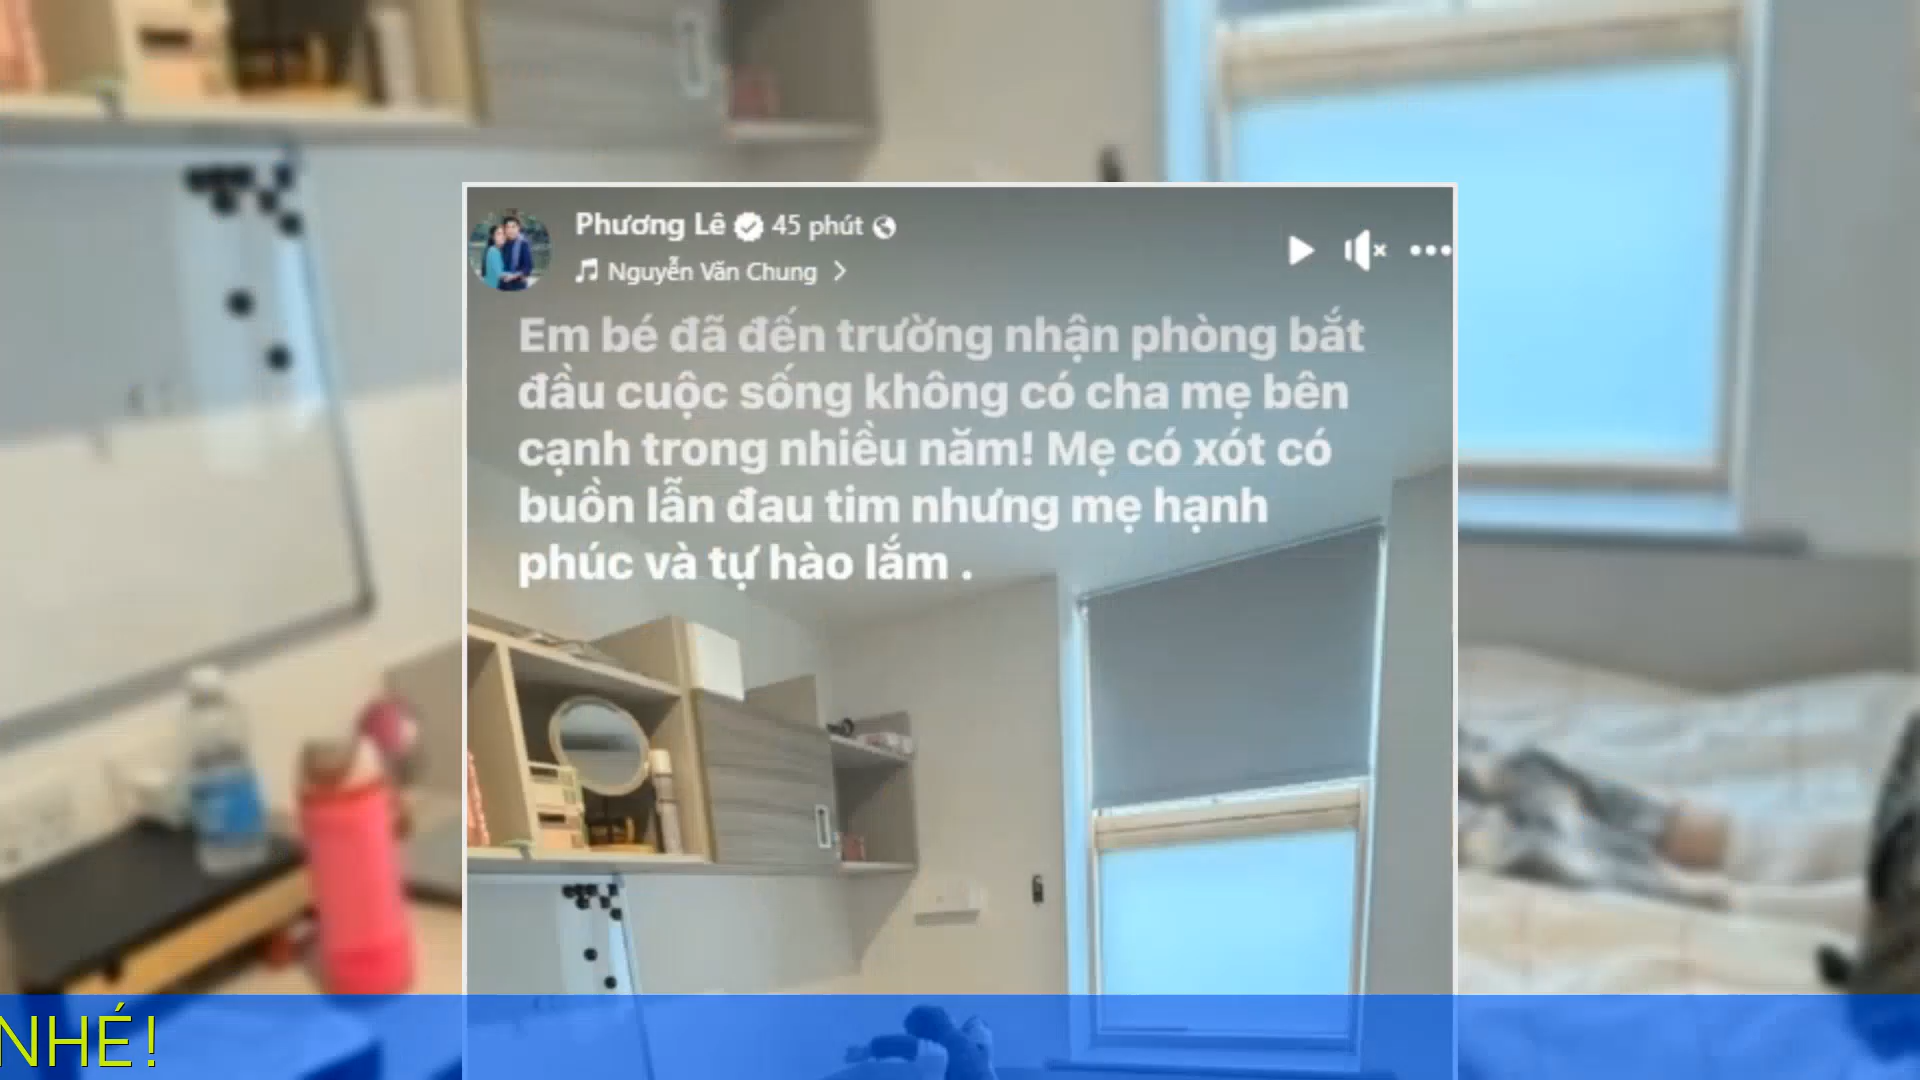 Phương Lê 45 phút
Nguyễn Văn Chung
Em bé đã đến trường nhận phòng bắt
đầu cuộc sống không có cha mẹ bên
cạnh trong nhiều năm! Mẹ có xót có
buồn lẫn đau tim nhưng mẹ hạnh
phúc và tự hào lắm .
NHÉ!